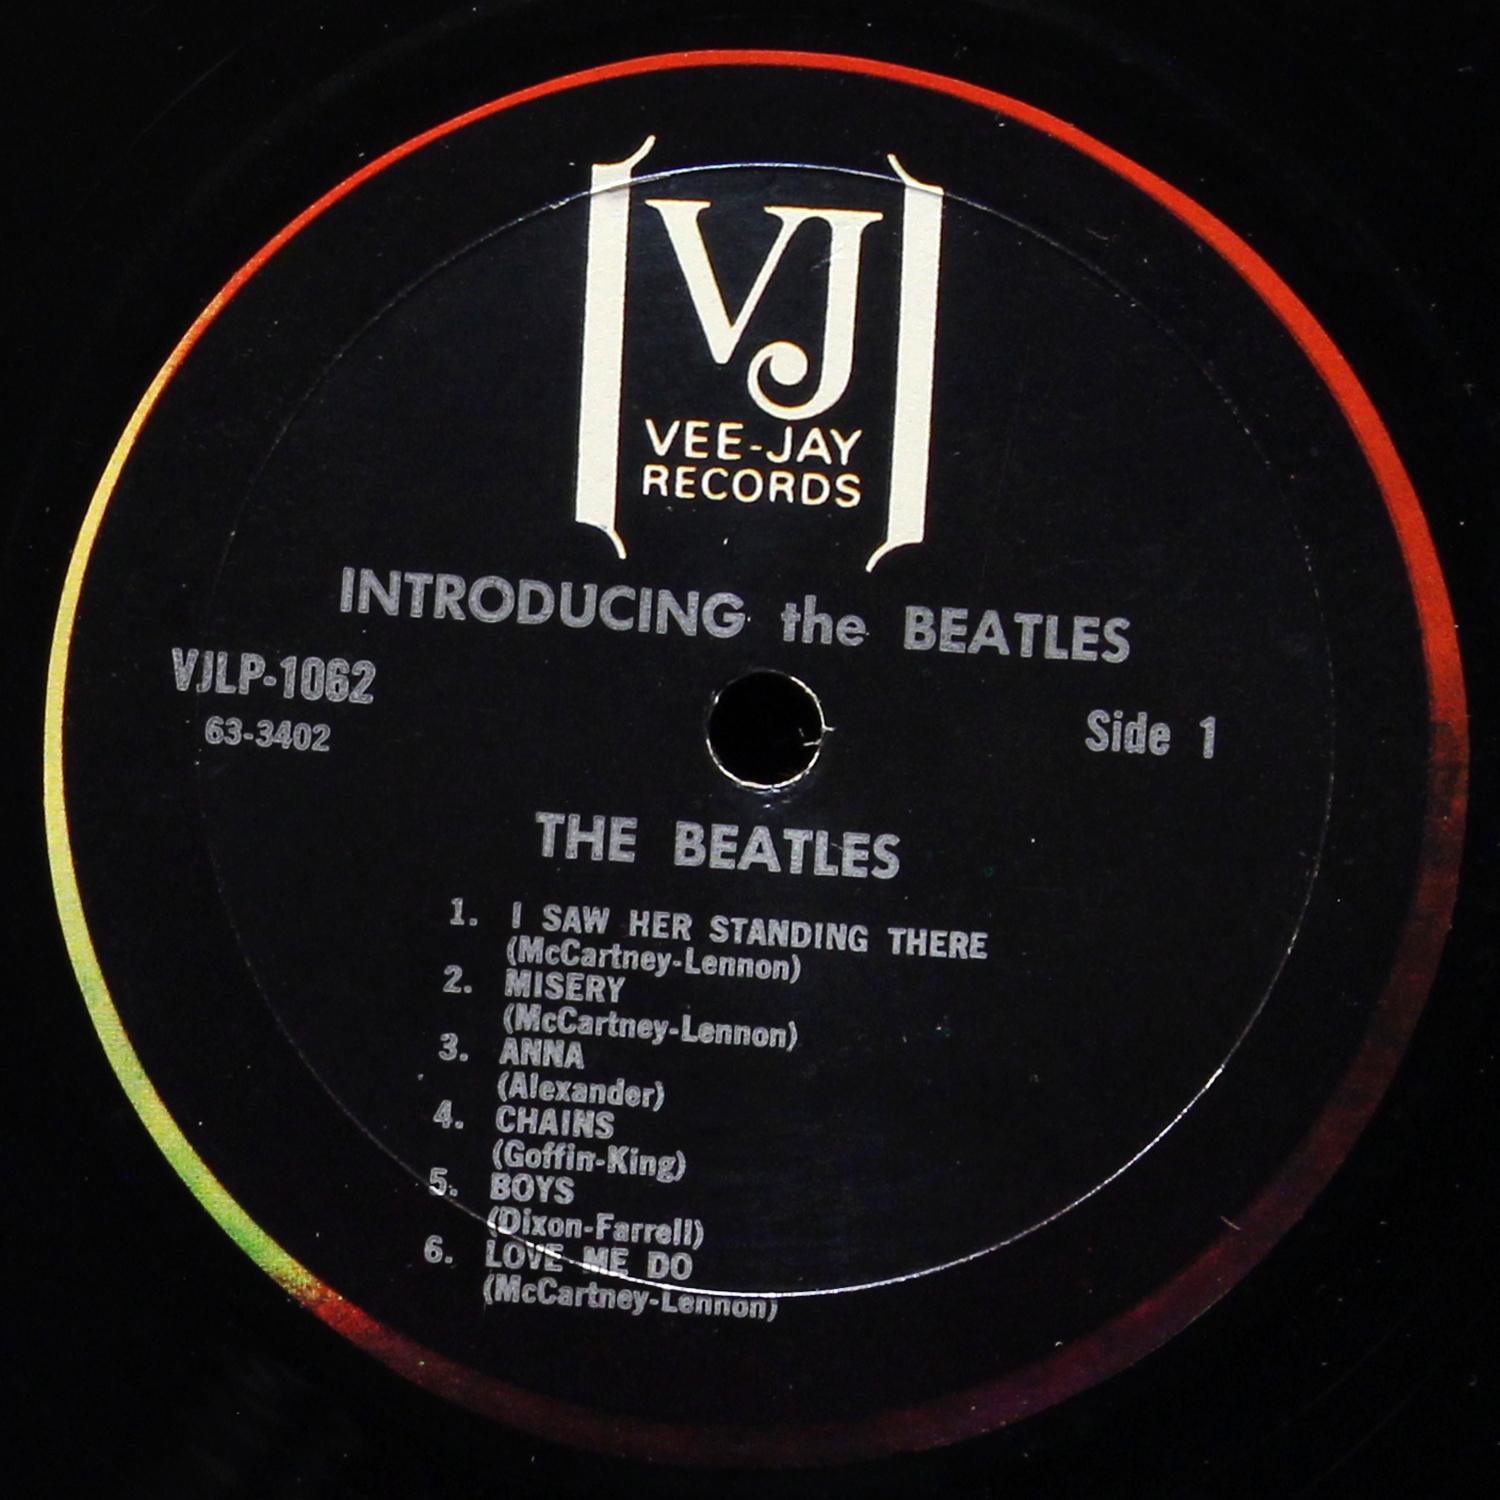 VJ
VEE-JAY
RECORDS
INTRODUCING the BEATLES
VJLP-1062
63-3402
Side 1
THE BEATLES
1. I SAW HER STANDING THERE
(McCartney-Lennon)
2. MISERY
(McCartney-Lennon)
3. ANNA
(Alexander)
4. CHAINS
(Goffin-King)
5. BOYS
(Dixon-Farrell)
6. LOVE ME DO
(McCartney-Lennon)